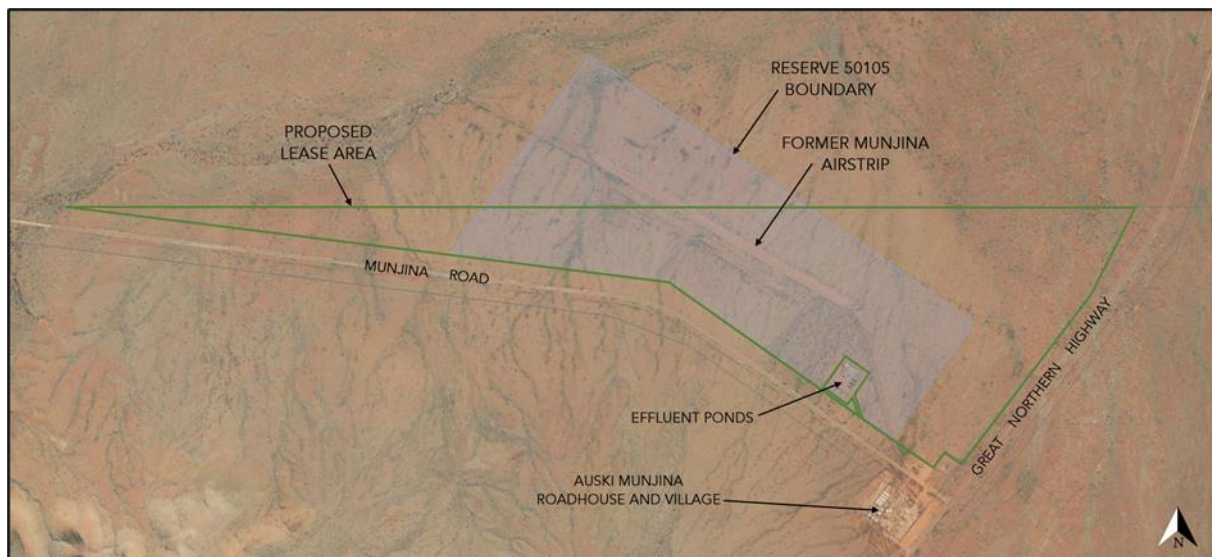 RESERVE 50105
BOUNDARY
PROPOSED
LEASE AREA
FORMER MUNJINA
AIRSTRIP
MUNJINA ROAD
GREAT NORTHERN HIGHWAY
EFFLUENT PONDS
AUSKI MUNJINA
ROADHOUSE AND VILLAGE
N